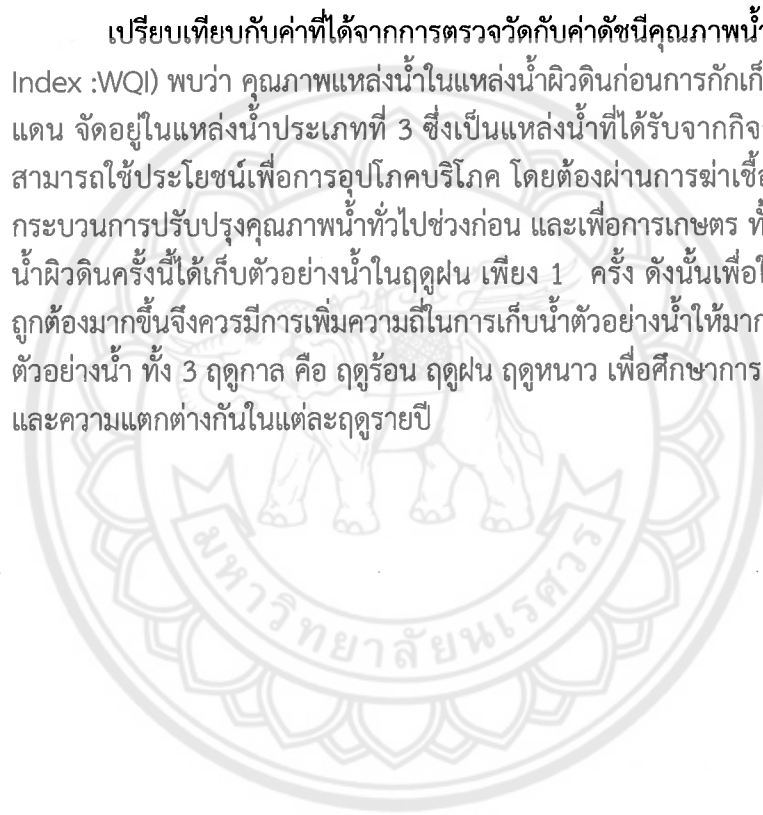 เปรียบเทียบกับค่าที่ได้จากการตรวจวัดกับค่าดัชนีคุณภาพน้ำ
Index :WQI) พบว่า คุณภาพแหล่งน้ำในแหล่งน้ำผิวดินก่อนการกักเก็
แดน จัดอยู่ในแหล่งน้ำประเภทที่ 3 ซึ่งเป็นแหล่งน้ำที่ได้รับจากกิจ
สามารถใช้ประโยชน์เพื่อการอุปโภคบริโภค โดยต้องผ่านการฆ่าเชื้อ
กระบวนการปรับปรุงคุณภาพน้ำทั่วไปช่วงก่อน และเพื่อการเกษตร ทั้
น้ำผิวดินครั้งนี้ได้เก็บตัวอย่างน้ำในฤดูฝน เพียง 1 ครั้ง ดังนั้นเพื่อใ
ถูกต้องมากขึ้นจึงควรมีการเพิ่มความถี่ในการเก็บน้ำตัวอย่างน้ำให้มาก
ตัวอย่างน้ำ ทั้ง 3 ฤดูกาล คือ ฤดูร้อน ฤดูฝน ฤดูหนาว เพื่อศึกษาการ
และความแตกต่างกันในแต่ละฤดูรายปี
มหาวิทยาลัยนเรศวร